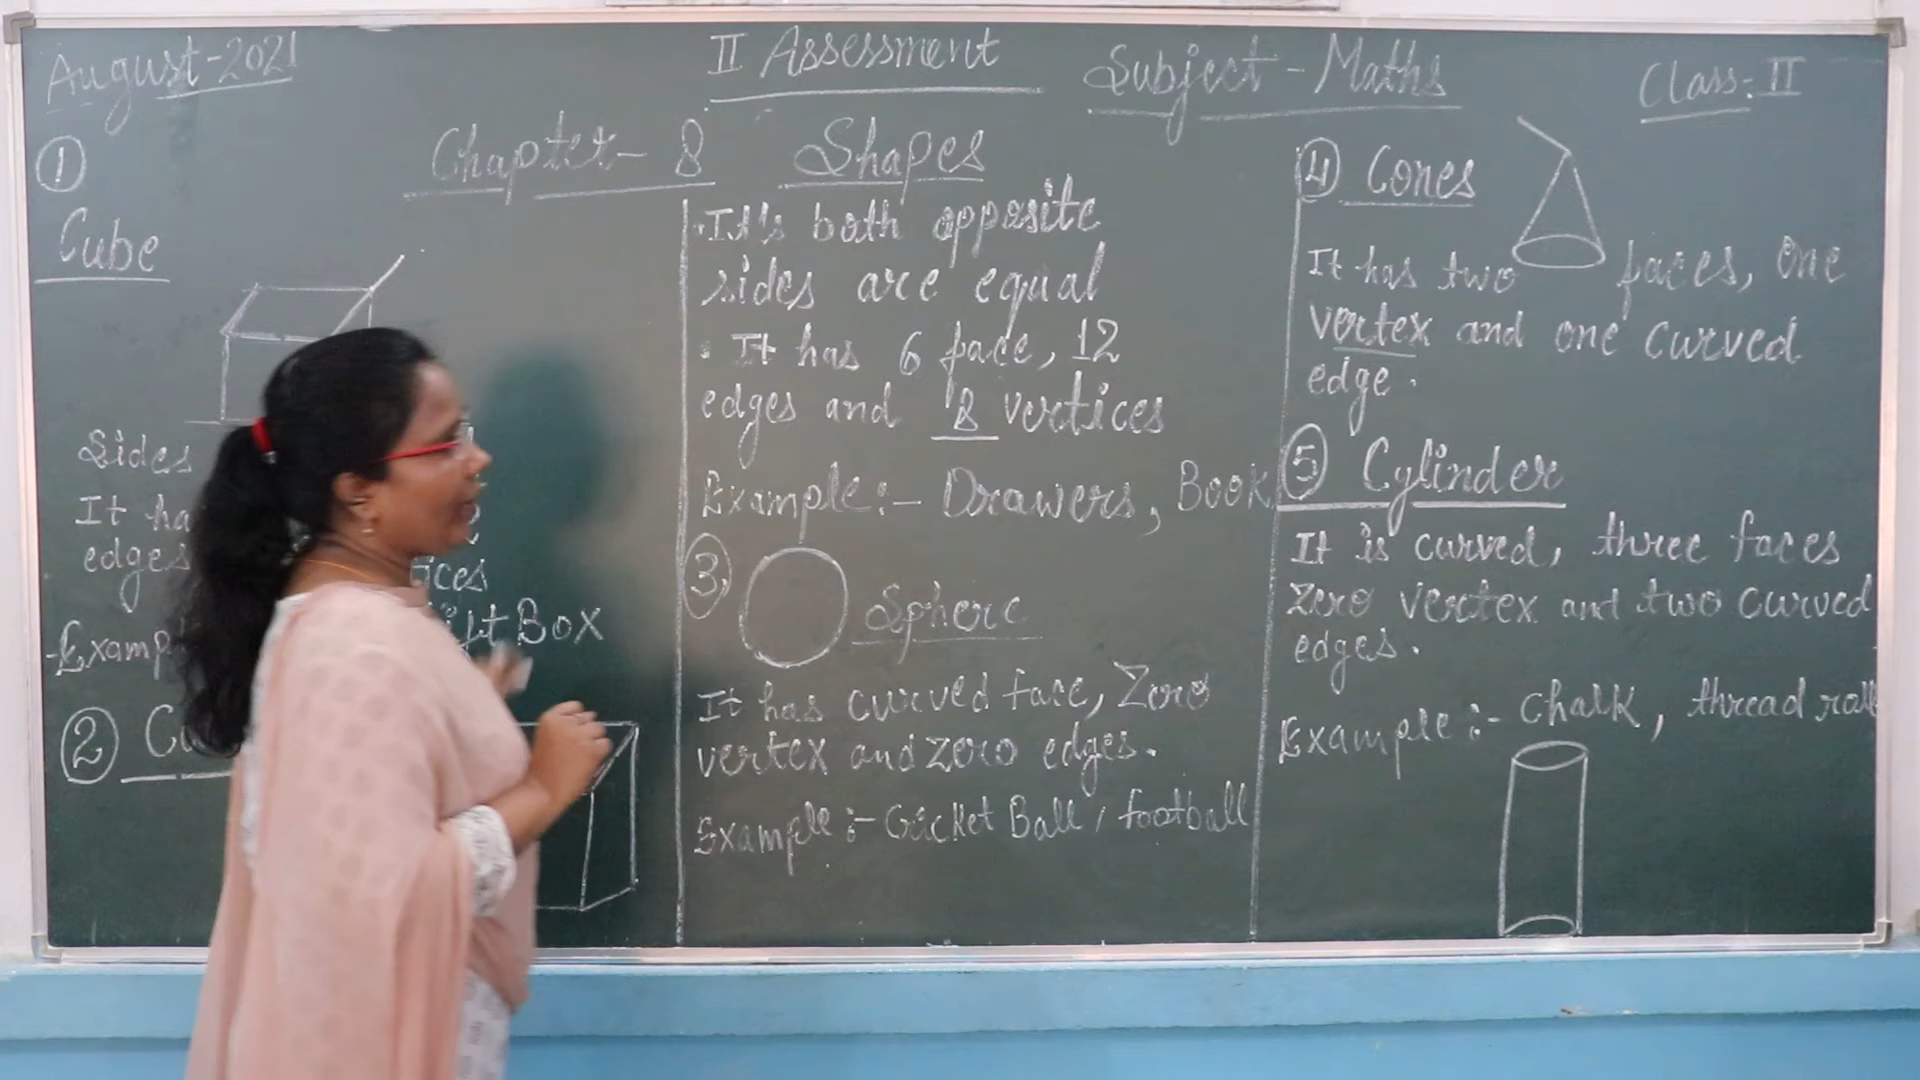 August-2021
II Assessment
Subject - Maths
Class: II
Chapter - 8 Shapes
①
Cube
Sides
It
edges
Box
②
It's both opposite
sides are equal
. It has 6 face, 12
edges and 8 vertices
Example:- Drawers, Book
③ Sphere
It has curved face, Zero
vertex and zero edges.
Example:- Cricket Ball, football
④ Cones
It has two faces, One
vertex and one curved
edge.
⑤ Cylinder
It is curved, three faces
Zero vertex and two curved
edges.
Example:- Chalk, thread